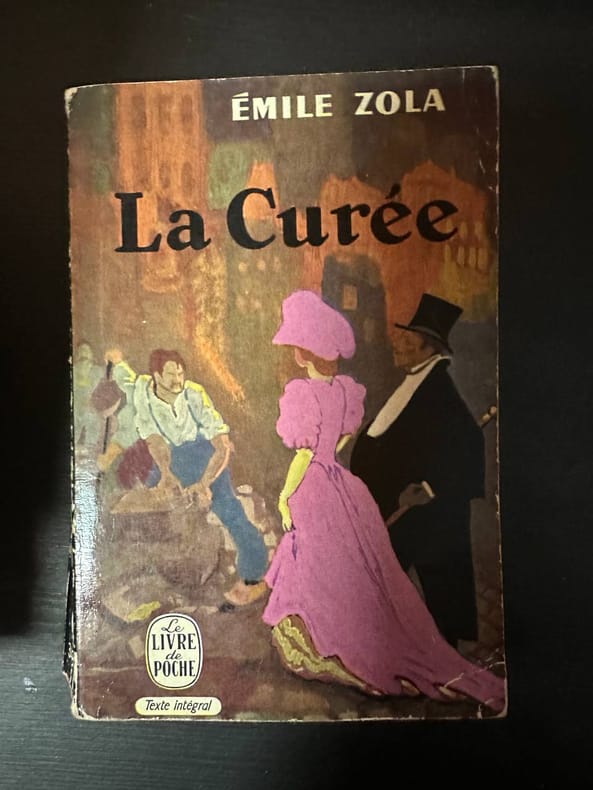 ÉMILE ZOLA
La Curée
Le
LIVRE
de
POCHE
Texte intégral